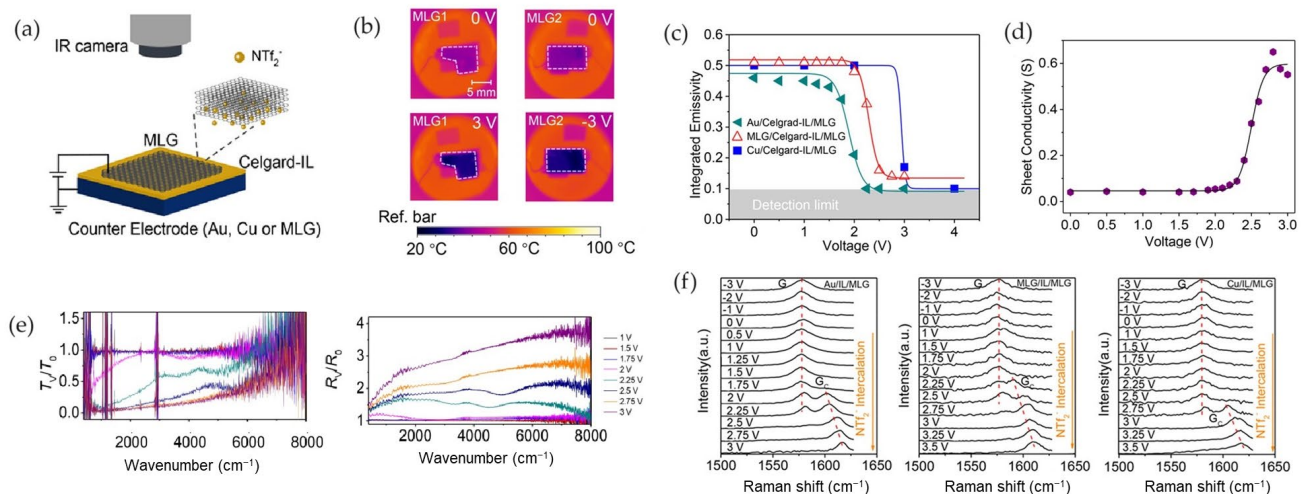 (a)
IR camera
NTf₂⁻
MLG
Celgard-IL
Counter Electrode (Au, Cu or MLG)
(b)
MLG1 0 V
MLG2 0 V
5 mm
MLG1 3 V
MLG2 -3 V
Ref. bar
20 °C 60 °C 100 °C
(c)
Integrated Emissivity
0.6
0.5
0.4
0.3
0.2
0.1
0.0
Au/Celgrad-IL/MLG
MLG/Celgard-IL/MLG
Cu/Celgard-IL/MLG
Detection limit
0 1 2 3 4
Voltage (V)
(d)
Sheet Conductivity (S)
0.6
0.4
0.2
0.0
0.0 0.5 1.0 1.5 2.0 2.5 3.0
Voltage (V)
(e)
T_V/T_0
1.5
1.0
0.5
0.0
2000 4000 6000 8000
Wavenumber (cm⁻¹)
R_V/R_0
4
3
2
1
2000 4000 6000 8000
Wavenumber (cm⁻¹)
1 V
1.5 V
1.75 V
2 V
2.25 V
2.5 V
2.75 V
3 V
(f)
Intensity(a.u.)
-3 V G Au/IL/MLG
-2 V
-1 V
0 V
0.5 V
1 V
1.25 V
1.5 V
1.75 V G_C
2 V
2.25 V
2.5 V
2.75 V
3 V
NTf₂⁻ Intercalation
1500 1550 1600 1650
Raman shift (cm⁻¹)
Intensity(a.u.)
-3 V G MLG/IL/MLG
-2 V
-1 V
0 V
1 V
1.5 V
1.75 V
2 V G_C
2.25 V
2.5 V
2.75 V
3 V
3.25 V
3.5 V
NTf₂⁻ Intercalation
1500 1550 1600 1650
Raman shift (cm⁻¹)
Intensity(a.u.)
-3 V G Cu/IL/MLG
-2 V
-1 V
0 V
1 V
1.5 V
1.75 V
2 V
2.25 V
2.5 V
2.75 V G_C
3 V
3.25 V
3.5 V
NTf₂⁻ Intercalation
1500 1550 1600 1650
Raman shift (cm⁻¹)